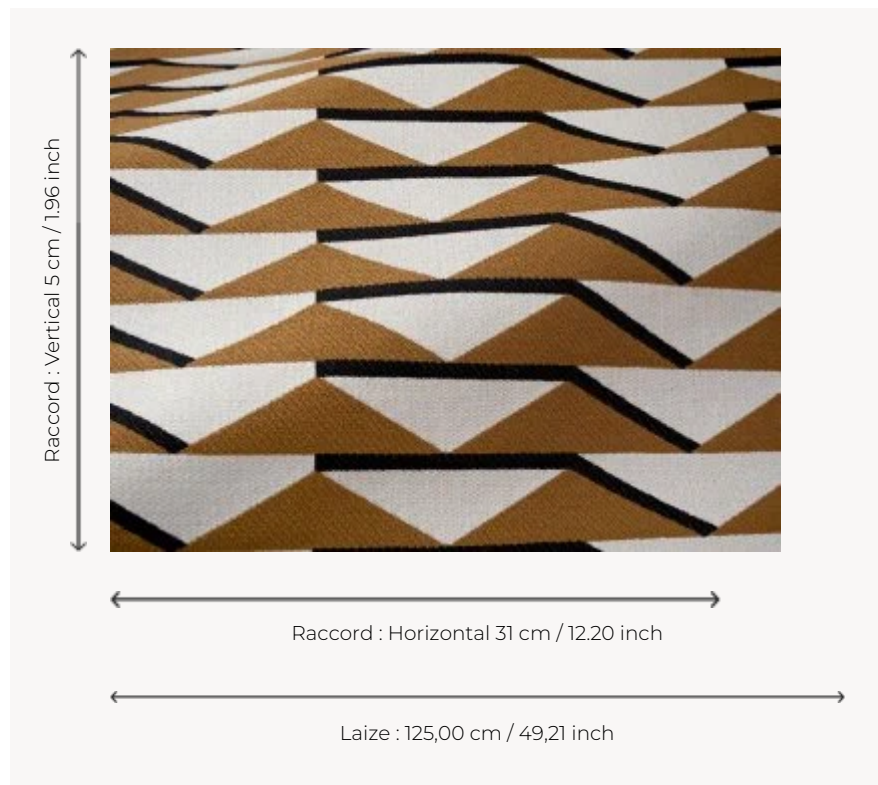 Raccord : Vertical 5 cm / 1.96 inch
Raccord : Horizontal 31 cm / 12.20 inch
Laize : 125,00 cm / 49,21 inch